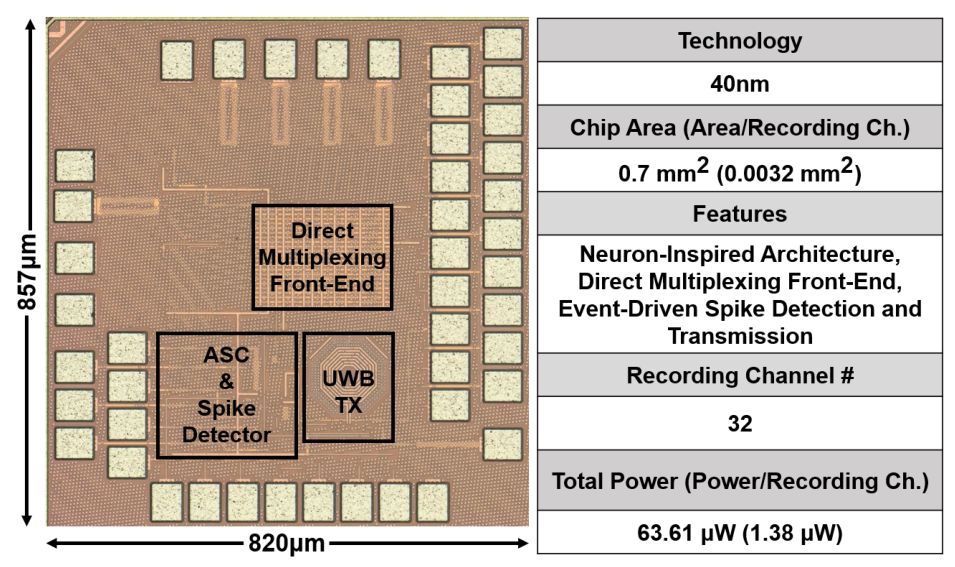 857µm
820µm
Direct
Multiplexing
Front-End
ASC
&
Spike
Detector
UWB
TX
Technology
40nm
Chip Area (Area/Recording Ch.)
0.7 mm² (0.0032 mm²)
Features
Neuron-Inspired Architecture,
Direct Multiplexing Front-End,
Event-Driven Spike Detection and
Transmission
Recording Channel #
32
Total Power (Power/Recording Ch.)
63.61 µW (1.38 µW)